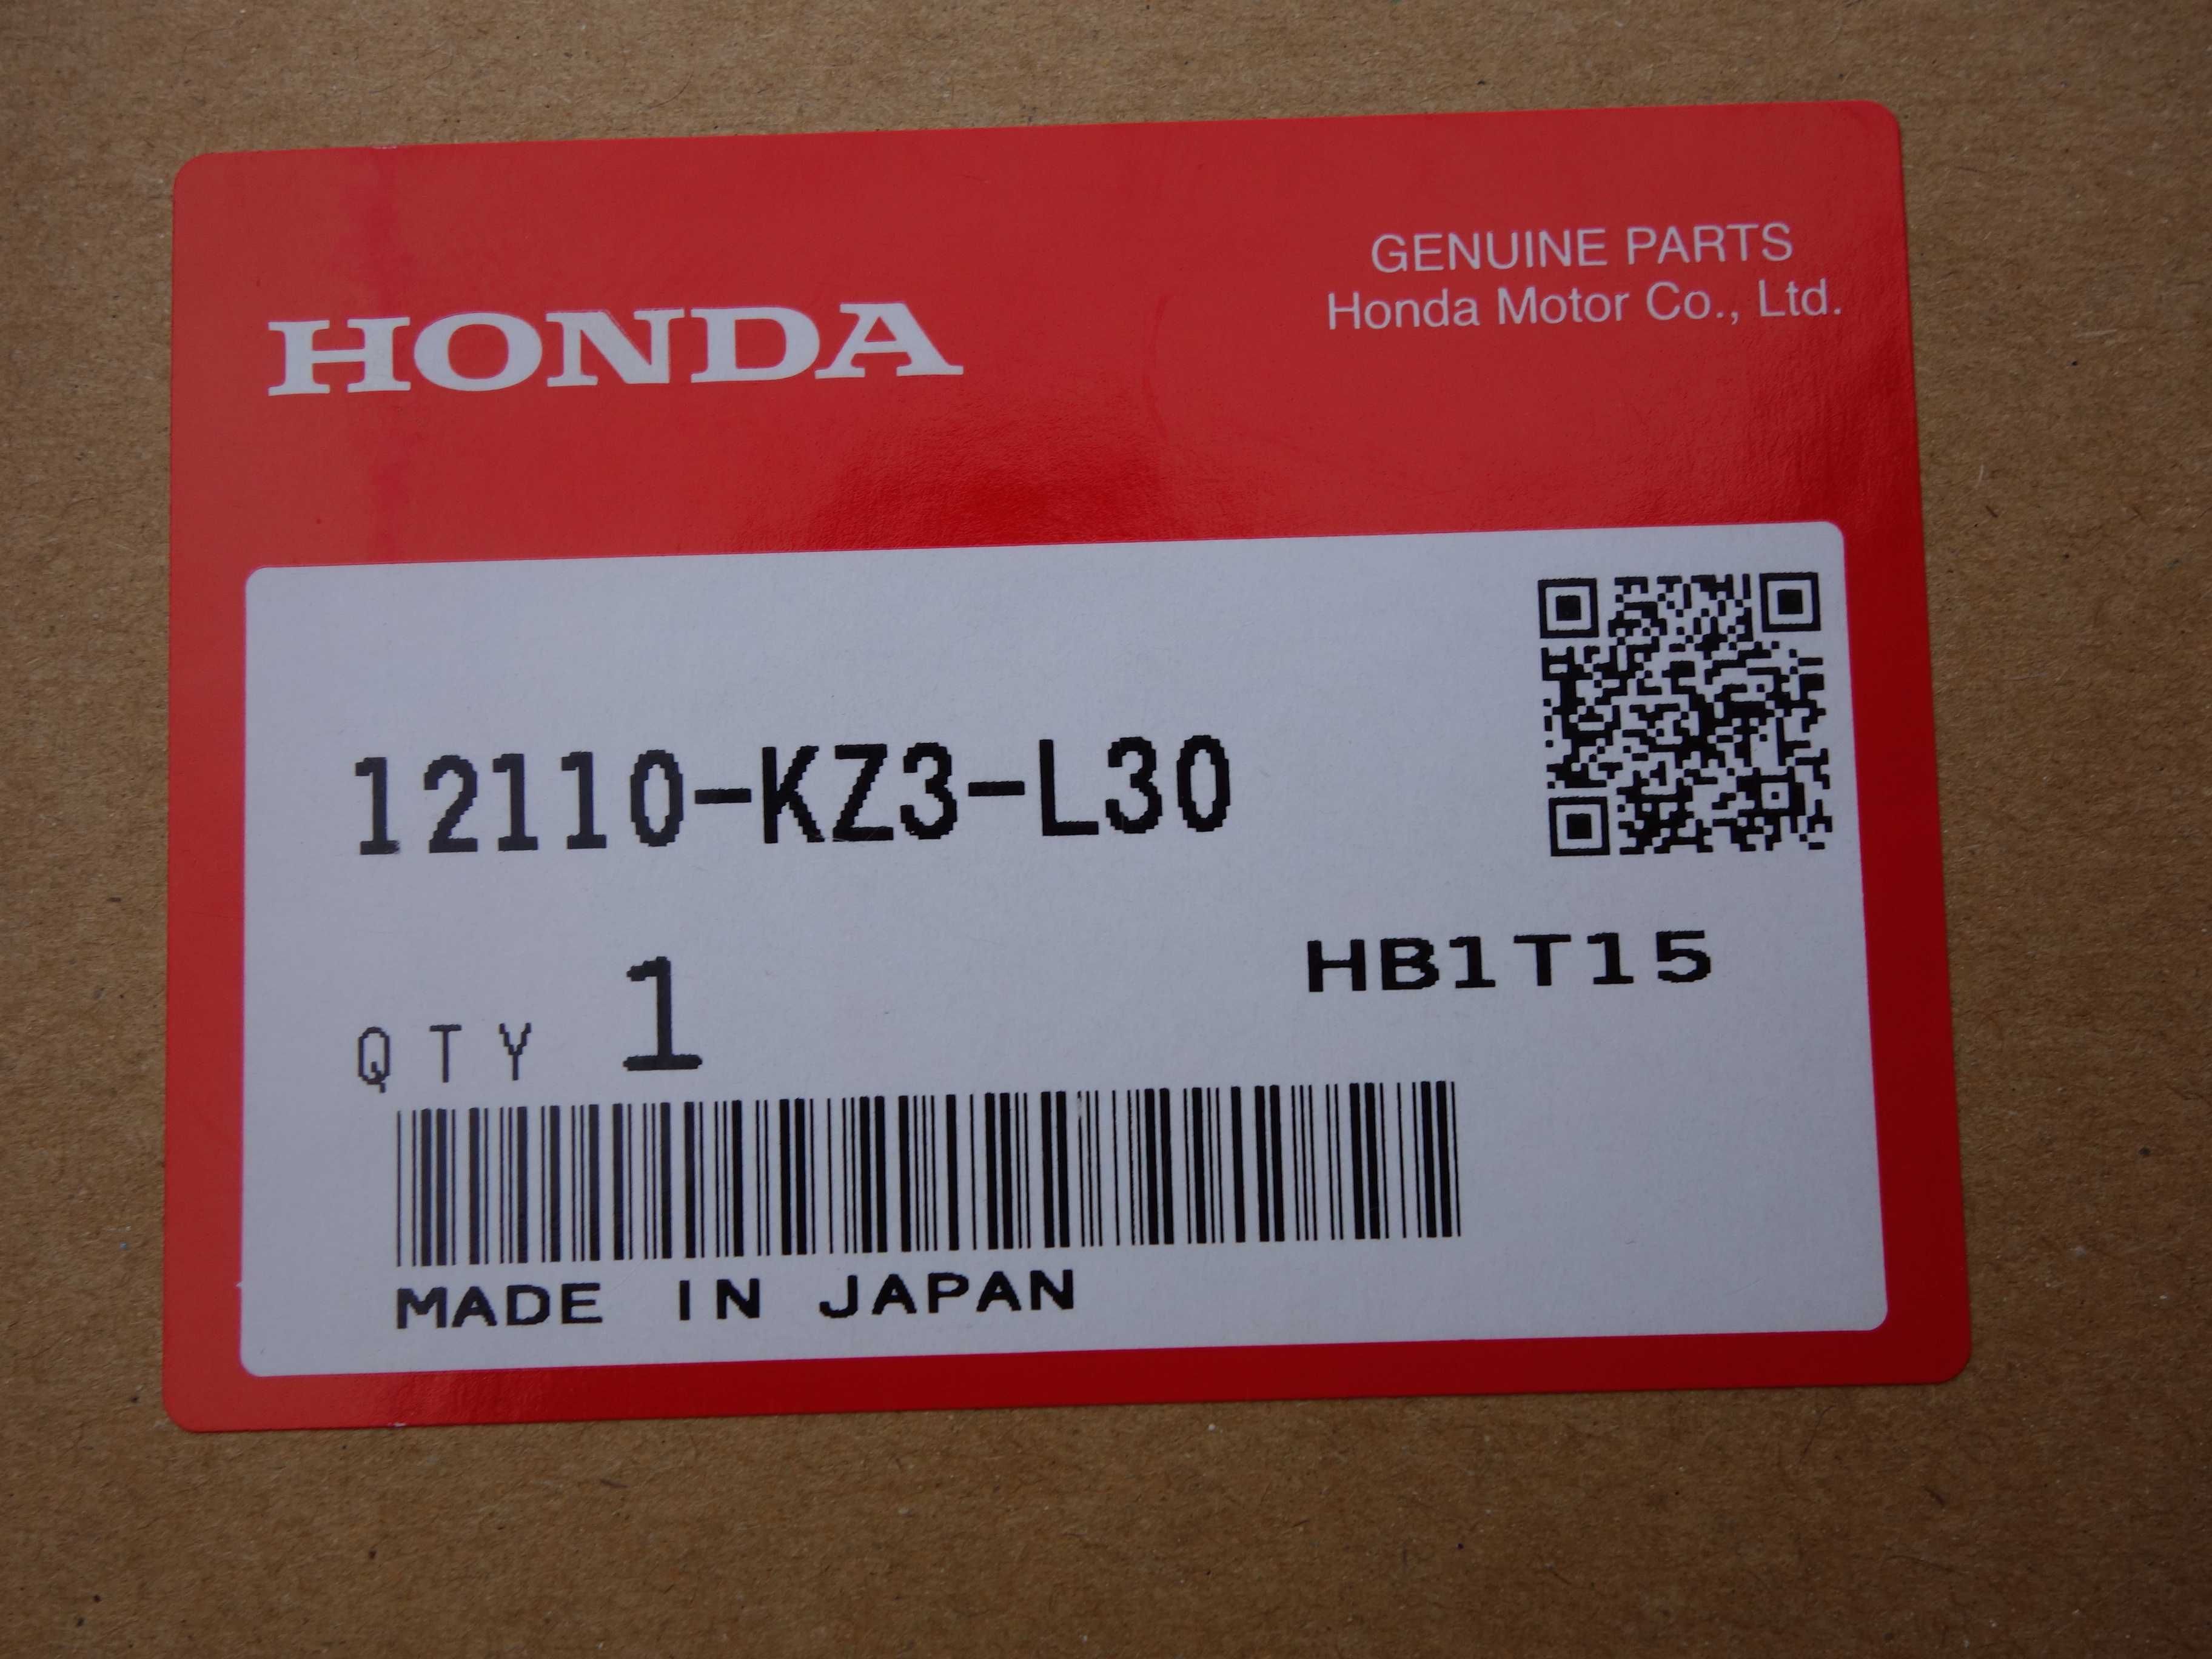 GENUINE PARTS
Honda Motor Co., Ltd.
HONDA
12110-KZ3-L30
HB1T15
QTY 1
MADE IN JAPAN